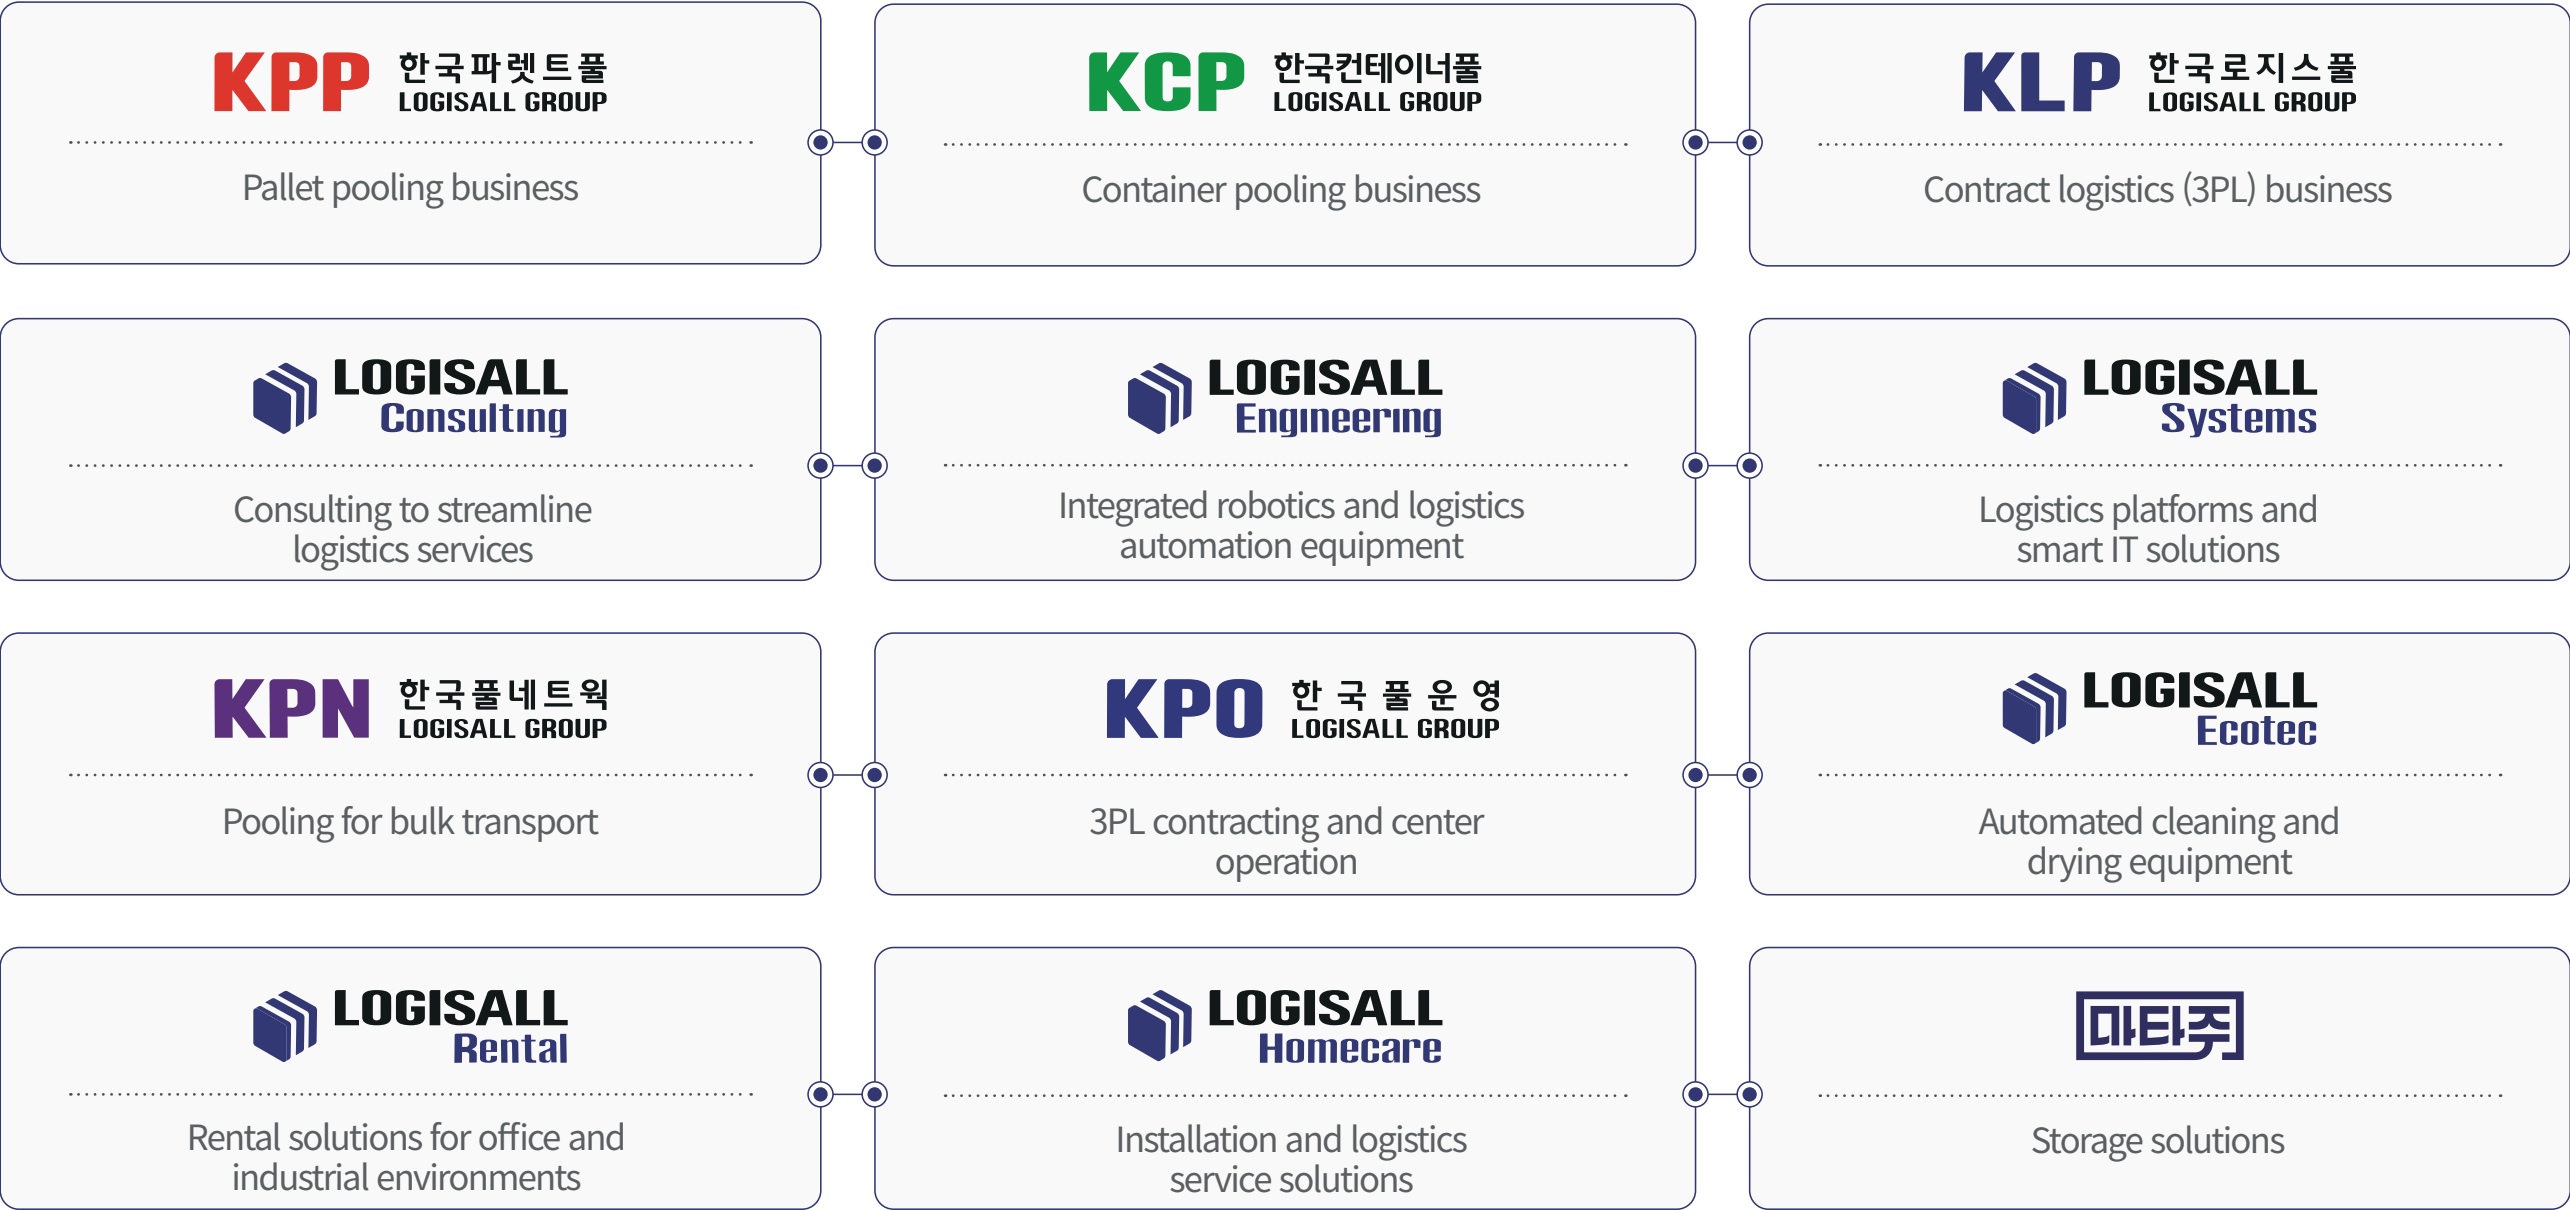 KPP 한국파렛트풀
LOGISALL GROUP
Pallet pooling business
KCP 한국컨테이너풀
LOGISALL GROUP
Container pooling business
KLP 한국로지스풀
LOGISALL GROUP
Contract logistics (3PL) business
LOGISALL
Consulting
Consulting to streamline
logistics services
LOGISALL
Engineering
Integrated robotics and logistics
automation equipment
LOGISALL
Systems
Logistics platforms and
smart IT solutions
KPN 한국풀네트웍
LOGISALL GROUP
Pooling for bulk transport
KPO 한국풀운영
LOGISALL GROUP
3PL contracting and center
operation
LOGISALL
Ecotec
Automated cleaning and
drying equipment
LOGISALL
Rental
Rental solutions for office and
industrial environments
LOGISALL
Homecare
Installation and logistics
service solutions
마타주
Storage solutions